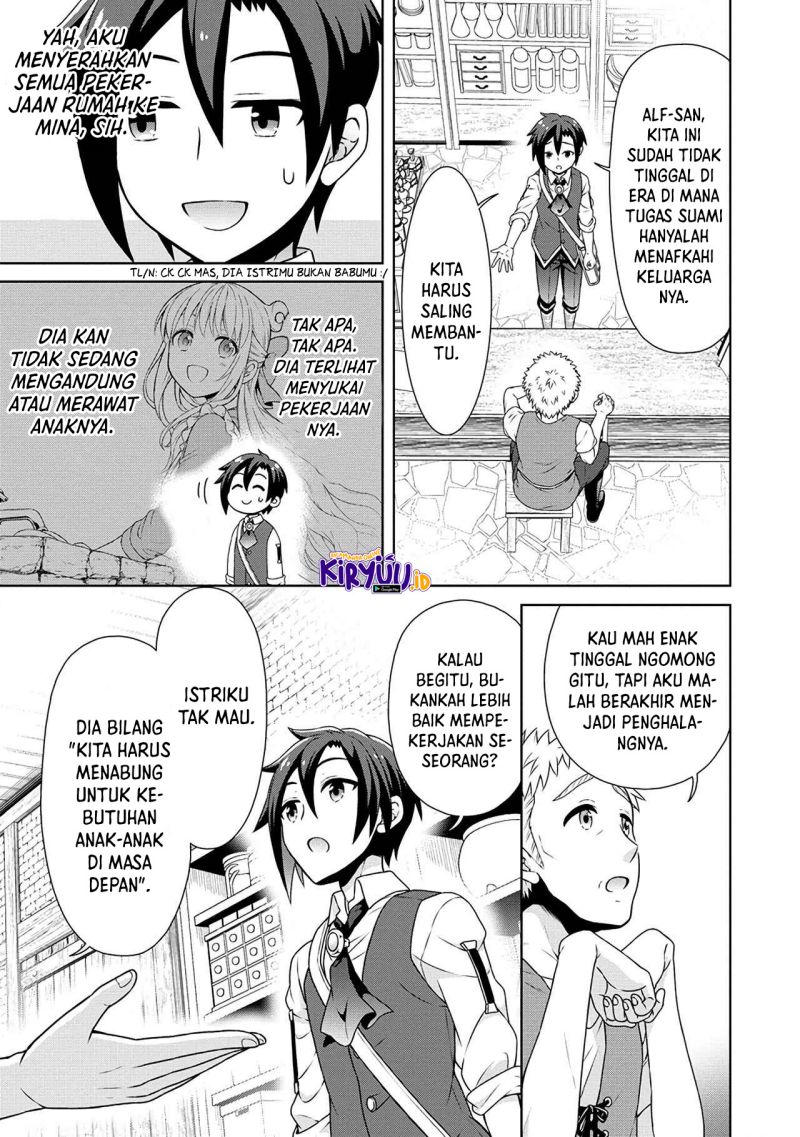 ALF-SAN,
KITA INI
SUDAH TIDAK
TINGGAL DI
ERA DI MANA
TUGAS SUAMI
HANYALAH
MENAFKAHI
KELUARGA
NYA.
KITA
HARUS
SALING
MEMBAN-
TU.
YAH, AKU
MENYERAHKAN
SEMUA PEKER-
JAAN RUMAH KE
MINA, SIH.
TL/N: CK CK MAS, DIA ISTRIMU BUKAN BABUMU :/
TAK APA,
TAK APA.
DIA TERLIHAT
MENYUKAI
PEKERJAAN
NYA.
DIA KAN
TIDAK SEDANG
MENGANDUNG
ATAU MERAWAT
ANAKNYA.
KIRYUU.ID
KAU MAH ENAK
TINGGAL NGOMONG
GITU, TAPI AKU MA-
LAH BERAKHIR MEN-
JADI PENGHALA-
NGNYA.
KALAU
BEGITU, BU-
KANKAH LEBIH
BAIK MEMPE-
KERJAKAN SE-
SEORANG?
ISTRIKU
TAK MAU.
DIA BILANG
"KITA HARUS
MENABUNG
UNTUK KE-
BUTUHAN
ANAK-ANAK
DI MASA
DEPAN".